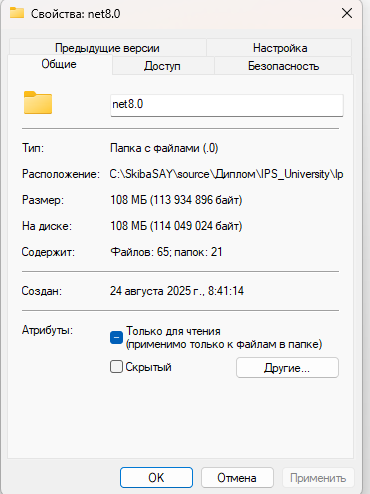 Свойства: net8.0
Предыдущие версии
Настройка
Общие
Доступ
Безопасность
net8.0
Тип: Папка с файлами (.0)
Расположение: C:\SkibaSAY\source\Диплом\IPS_University\Ip
Размер: 108 МБ (113 934 896 байт)
На диске: 108 МБ (114 049 024 байт)
Содержит: Файлов: 65; папок: 21
Создан: 24 августа 2025 г., 8:41:14
Атрибуты: Только для чтения
(применимо только к файлам в папке)
Скрытый
Другие...
OK
Отмена
Применить